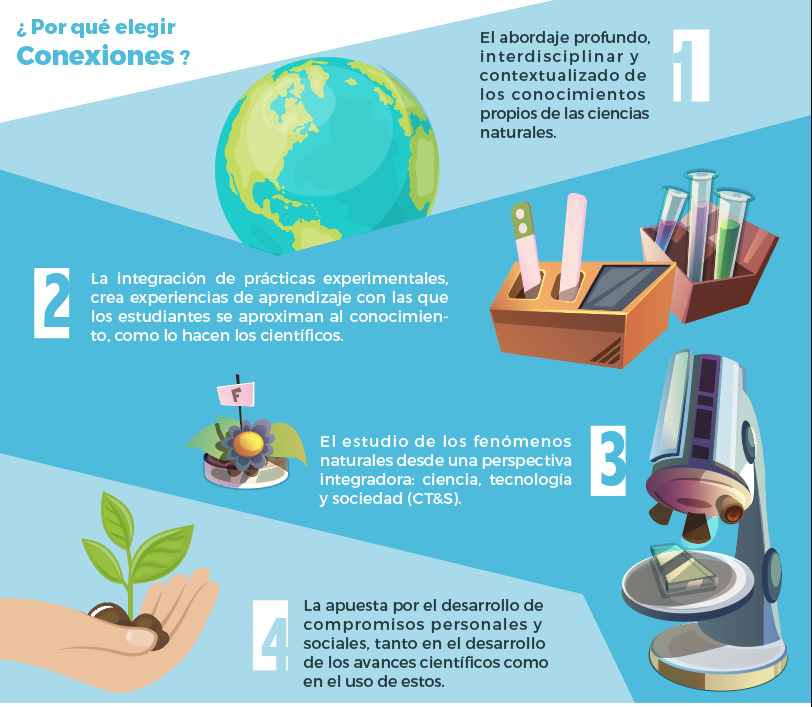 ¿ Por qué elegir
Conexiones ?
1
El abordaje profundo,
interdisciplinar y
contextualizado de
los conocimientos
propios de las ciencias
naturales.
2
La integración de prácticas experimentales,
crea experiencias de aprendizaje con las que
los estudiantes se aproximan al conocimien-
to, como lo hacen los científicos.
F
3
El estudio de los fenómenos
naturales desde una perspectiva
integradora: ciencia, tecnología
y sociedad (CT&S).
4
La apuesta por el desarrollo de
compromisos personales y
sociales, tanto en el desarrollo
de los avances científicos como
en el uso de estos.